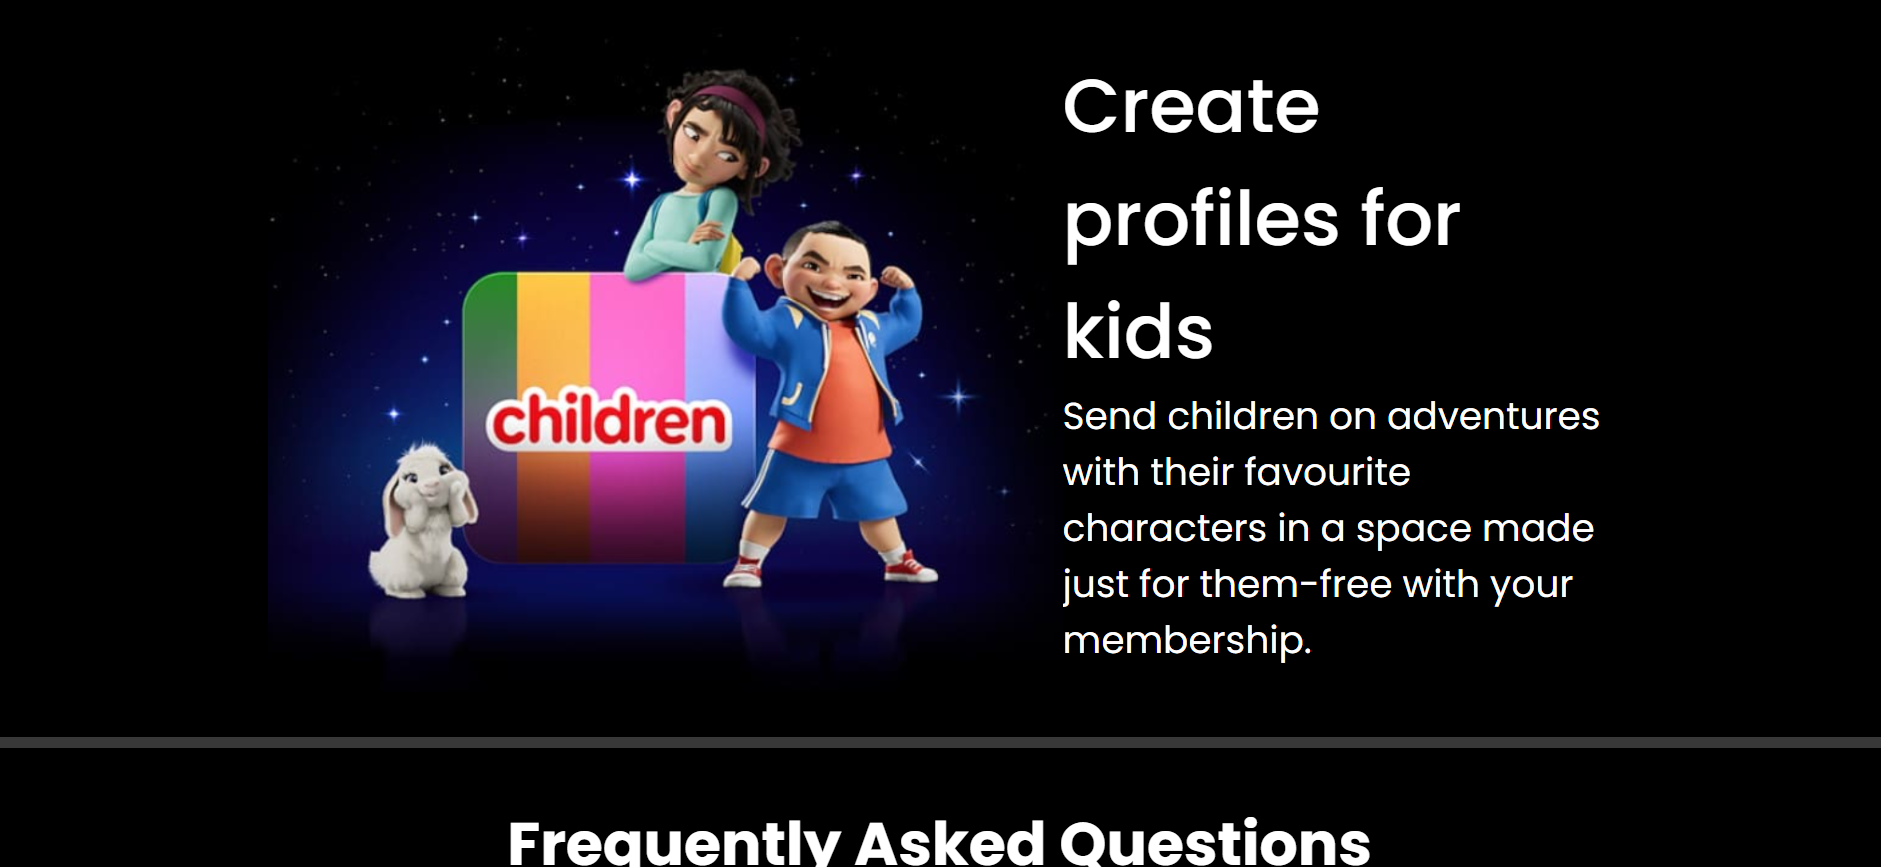 children
Create
profiles for
kids
Send children on adventures
with their favourite
characters in a space made
just for them-free with your
membership.
Frequently Asked Questions